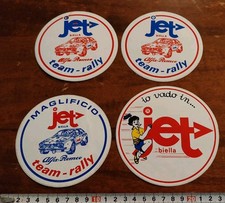 jet
Alfa Romeo
team-rally
jet
Alfa Romeo
team-rally
MAGLIFICIO
jet
Alfa Romeo
team-rally
io vado in...
jet
biella